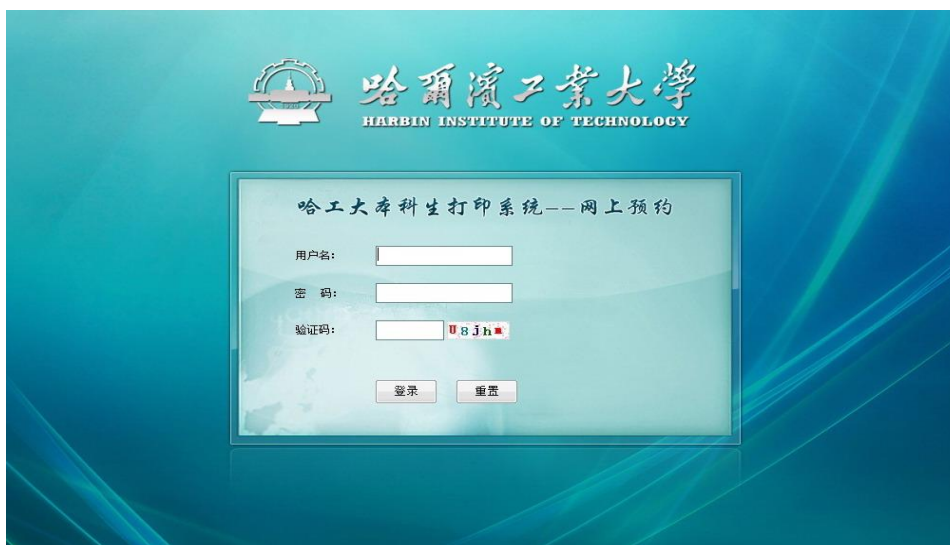 哈爾濱工業大學
HARBIN INSTITUTE OF TECHNOLOGY
哈工大本科生打印系统--网上预约
用户名:
密 码:
验证码: U8jhm
登录 重置